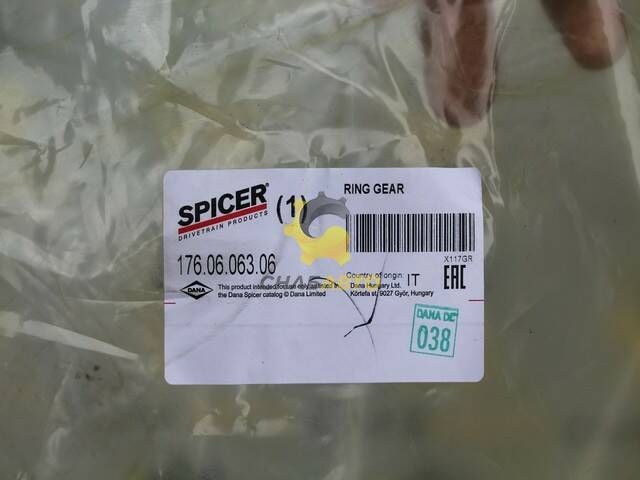 SPICER®
DRIVETRAIN PRODUCTS
(1)
RING GEAR
X117GR
176.06.063.06
Country of origin: IT
EAC
DANA
This product intended for use only as listed in
the Dana Spicer catalog © Dana Limited
Dana Hungary Ltd.
Körtefa st, 9027 Győr, Hungary
DANA DC
038